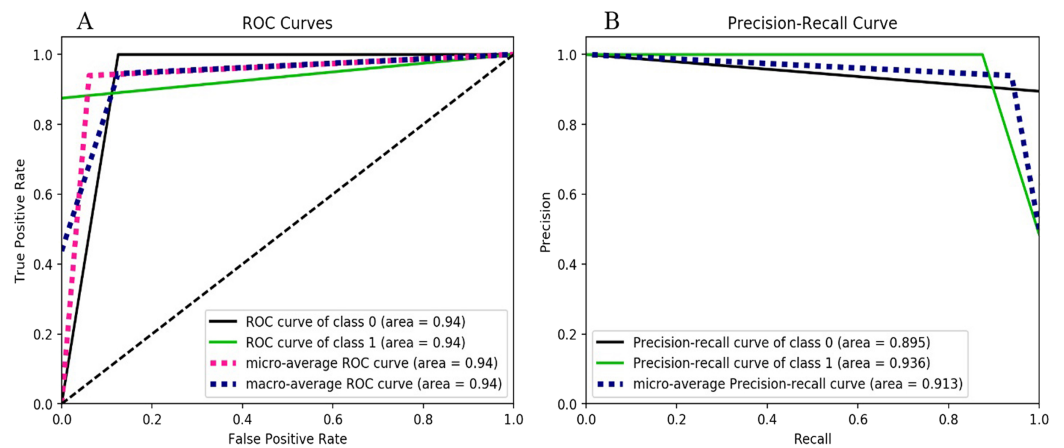 A
ROC Curves
True Positive Rate
1.0
0.8
0.6
0.4
0.2
0.0
ROC curve of class 0 (area = 0.94)
ROC curve of class 1 (area = 0.94)
micro-average ROC curve (area = 0.94)
macro-average ROC curve (area = 0.94)
0.0 0.2 0.4 0.6 0.8 1.0
False Positive Rate
B
Precision-Recall Curve
Precision
1.0
0.8
0.6
0.4
0.2
0.0
Precision-recall curve of class 0 (area = 0.895)
Precision-recall curve of class 1 (area = 0.936)
micro-average Precision-recall curve (area = 0.913)
0.0 0.2 0.4 0.6 0.8 1.0
Recall